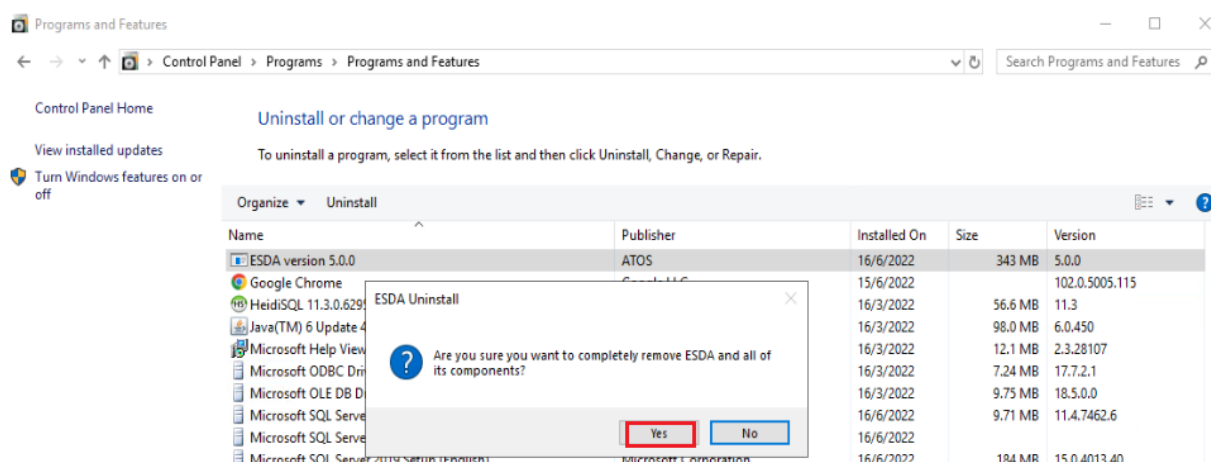 Programs and Features
Control Panel > Programs > Programs and Features
Search Programs and Features
Control Panel Home
View installed updates
Turn Windows features on or
off
Uninstall or change a program
To uninstall a program, select it from the list and then click Uninstall, Change, or Repair.
Organize Uninstall
Name Publisher Installed On Size Version
ESDA version 5.0.0 ATOS 16/6/2022 343 MB 5.0.0
Google Chrome 15/6/2022 102.0.5005.115
HeidiSQL 11.3.0.6295 16/3/2022 56.6 MB 11.3
Java(TM) 6 Update 4 16/3/2022 98.0 MB 6.0.450
Microsoft Help View 16/3/2022 12.1 MB 2.3.28107
Microsoft ODBC Dri 16/3/2022 7.24 MB 17.7.2.1
Microsoft OLE DB D 16/3/2022 9.75 MB 18.5.0.0
Microsoft SQL Serve 16/6/2022 9.71 MB 11.4.7462.6
Microsoft SQL Serve 16/6/2022
Microsoft SQL Server 2019 Setup (English) Microsoft Corporation 16/6/2022 184 MB 15.0.4013.40
ESDA Uninstall
Are you sure you want to completely remove ESDA and all of
its components?
Yes No